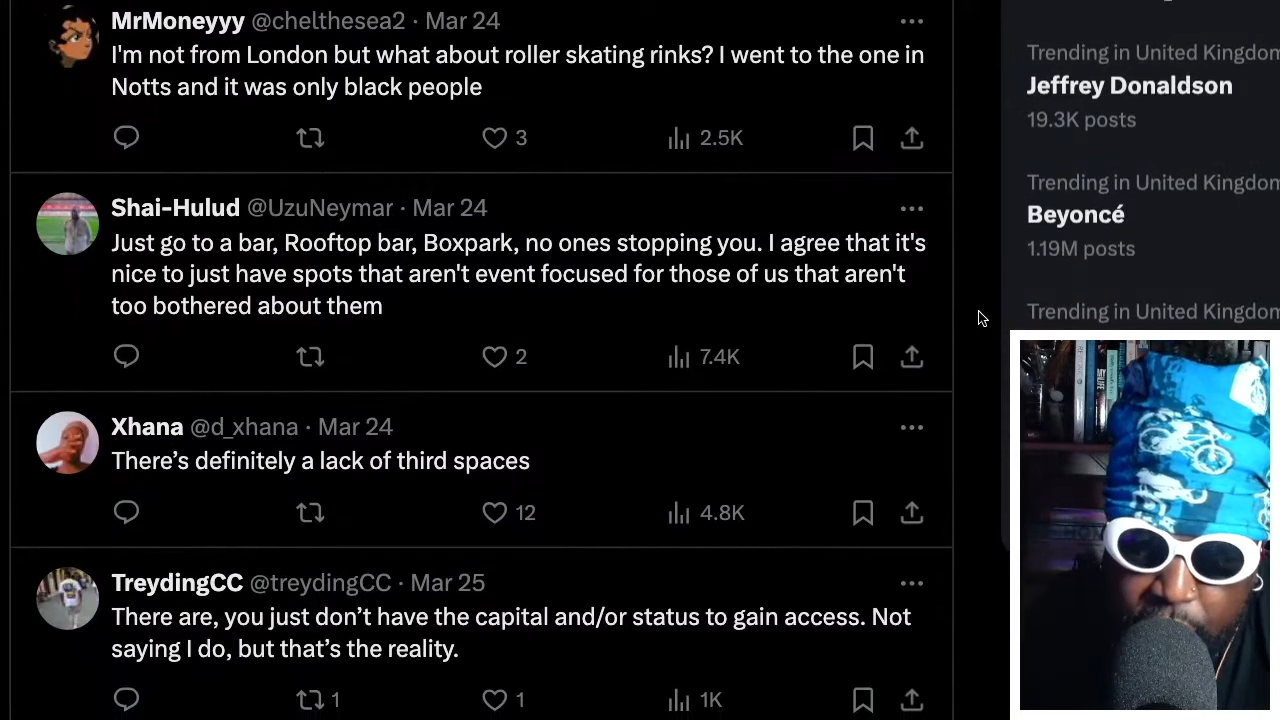 MrMoneyyy @chelthesea2 · Mar 24
I'm not from London but what about roller skating rinks? I went to the one in
Notts and it was only black people
3
2.5K
Shai-Hulud @UzuNeymar · Mar 24
Just go to a bar, Rooftop bar, Boxpark, no ones stopping you. I agree that it's
nice to just have spots that aren't event focused for those of us that aren't
too bothered about them
2
7.4K
Xhana @d_xhana · Mar 24
There’s definitely a lack of third spaces
12
4.8K
TreydingCC @treydingCC · Mar 25
There are, you just don’t have the capital and/or status to gain access. Not
saying I do, but that’s the reality.
1
1
1K
Trending in United Kingdom
Jeffrey Donaldson
19.3K posts
Trending in United Kingdom
Beyoncé
1.19M posts
Trending in United Kingdom